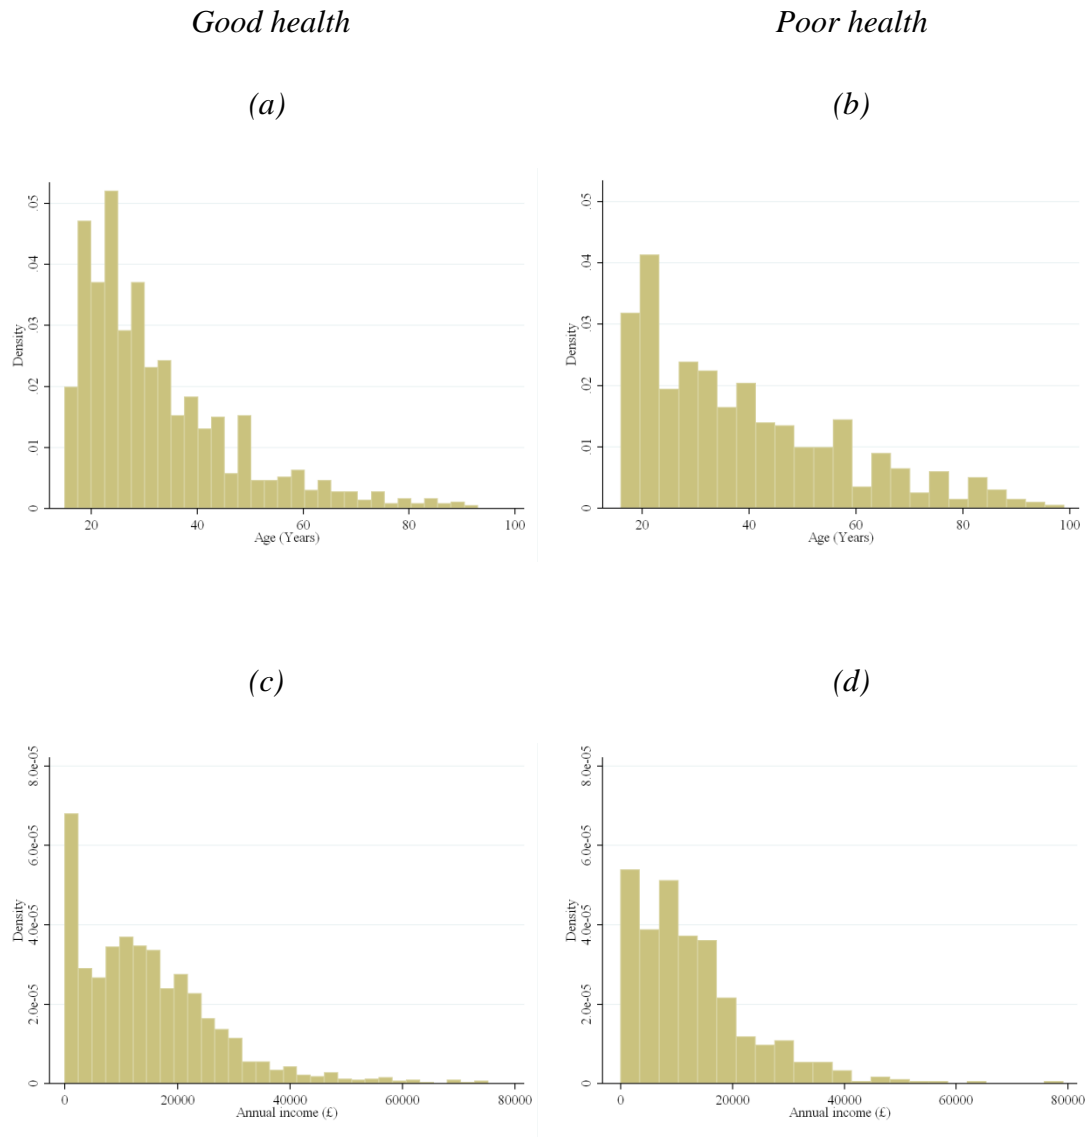 Good health Poor health
(a) (b)
Density
0 .01 .02 .03 .04 .05
20 40 60 80 100
Age (Years)
Density
0 .01 .02 .03 .04 .05
20 40 60 80 100
Age (Years)
(c) (d)
Density
0 2.0e-05 4.0e-05 6.0e-05 8.0e-05
0 20000 40000 60000 80000
Annual income (£)
Density
0 2.0e-05 4.0e-05 6.0e-05 8.0e-05
0 20000 40000 60000 80000
Annual income (£)